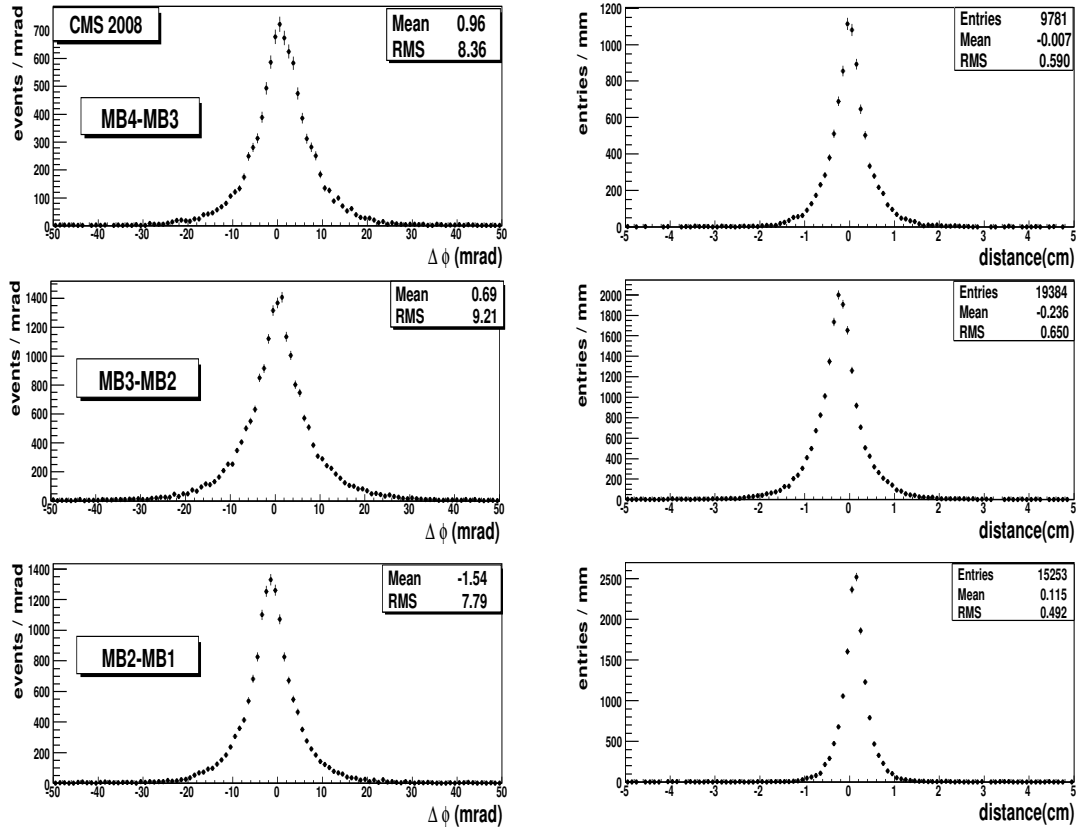 CMS 2008
Mean 0.96
RMS 8.36
MB4-MB3
events / mrad
700
600
500
400
300
200
100
0
-50 -40 -30 -20 -10 0 10 20 30 40 50
Δ ϕ (mrad)
Entries 9781
Mean -0.007
RMS 0.590
entries / mm
1200
1000
800
600
400
200
0
-5 -4 -3 -2 -1 0 1 2 3 4 5
distance(cm)
Mean 0.69
RMS 9.21
MB3-MB2
events / mrad
1400
1200
1000
800
600
400
200
0
-50 -40 -30 -20 -10 0 10 20 30 40 50
Δ ϕ (mrad)
Entries 19384
Mean -0.236
RMS 0.650
entries / mm
2000
1800
1600
1400
1200
1000
800
600
400
200
0
-5 -4 -3 -2 -1 0 1 2 3 4 5
distance(cm)
Mean -1.54
RMS 7.79
MB2-MB1
events / mrad
1400
1200
1000
800
600
400
200
0
-50 -40 -30 -20 -10 0 10 20 30 40 50
Δ ϕ (mrad)
Entries 15253
Mean 0.115
RMS 0.492
entries / mm
2500
2000
1500
1000
500
0
-5 -4 -3 -2 -1 0 1 2 3 4 5
distance(cm)